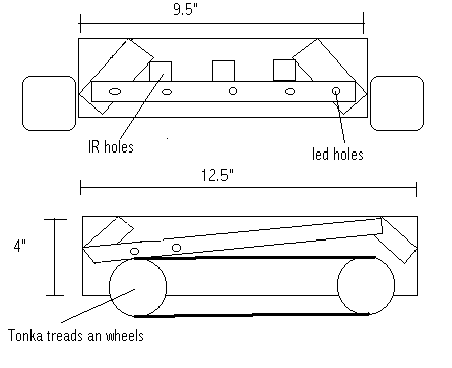 9.5"
IR holes
led holes
12.5"
4"
Tonka treads an wheels